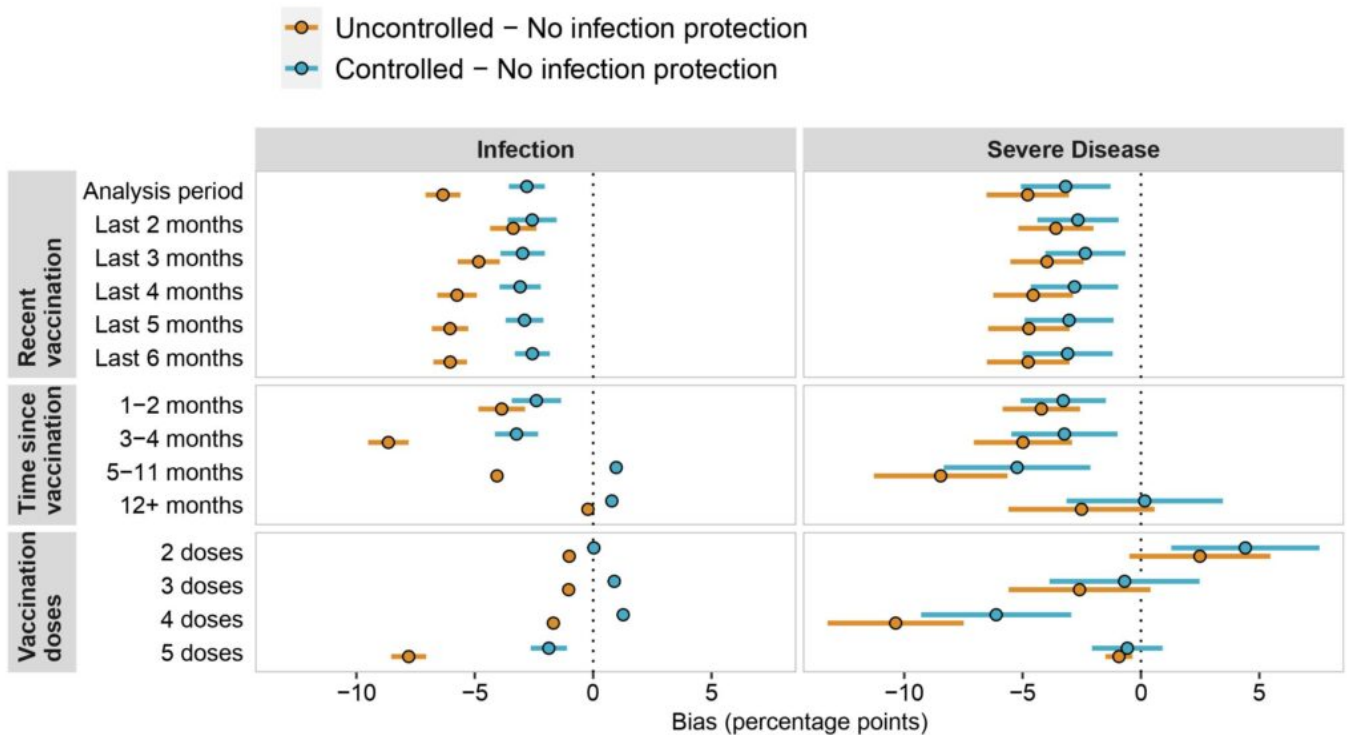 Uncontrolled − No infection protection
Controlled − No infection protection
Infection
Severe Disease
Recent
vaccination
Analysis period
Last 2 months
Last 3 months
Last 4 months
Last 5 months
Last 6 months
Time since
vaccination
1−2 months
3−4 months
5−11 months
12+ months
Vaccination
doses
2 doses
3 doses
4 doses
5 doses
−10 −5 0 5 −10 −5 0 5
Bias (percentage points)